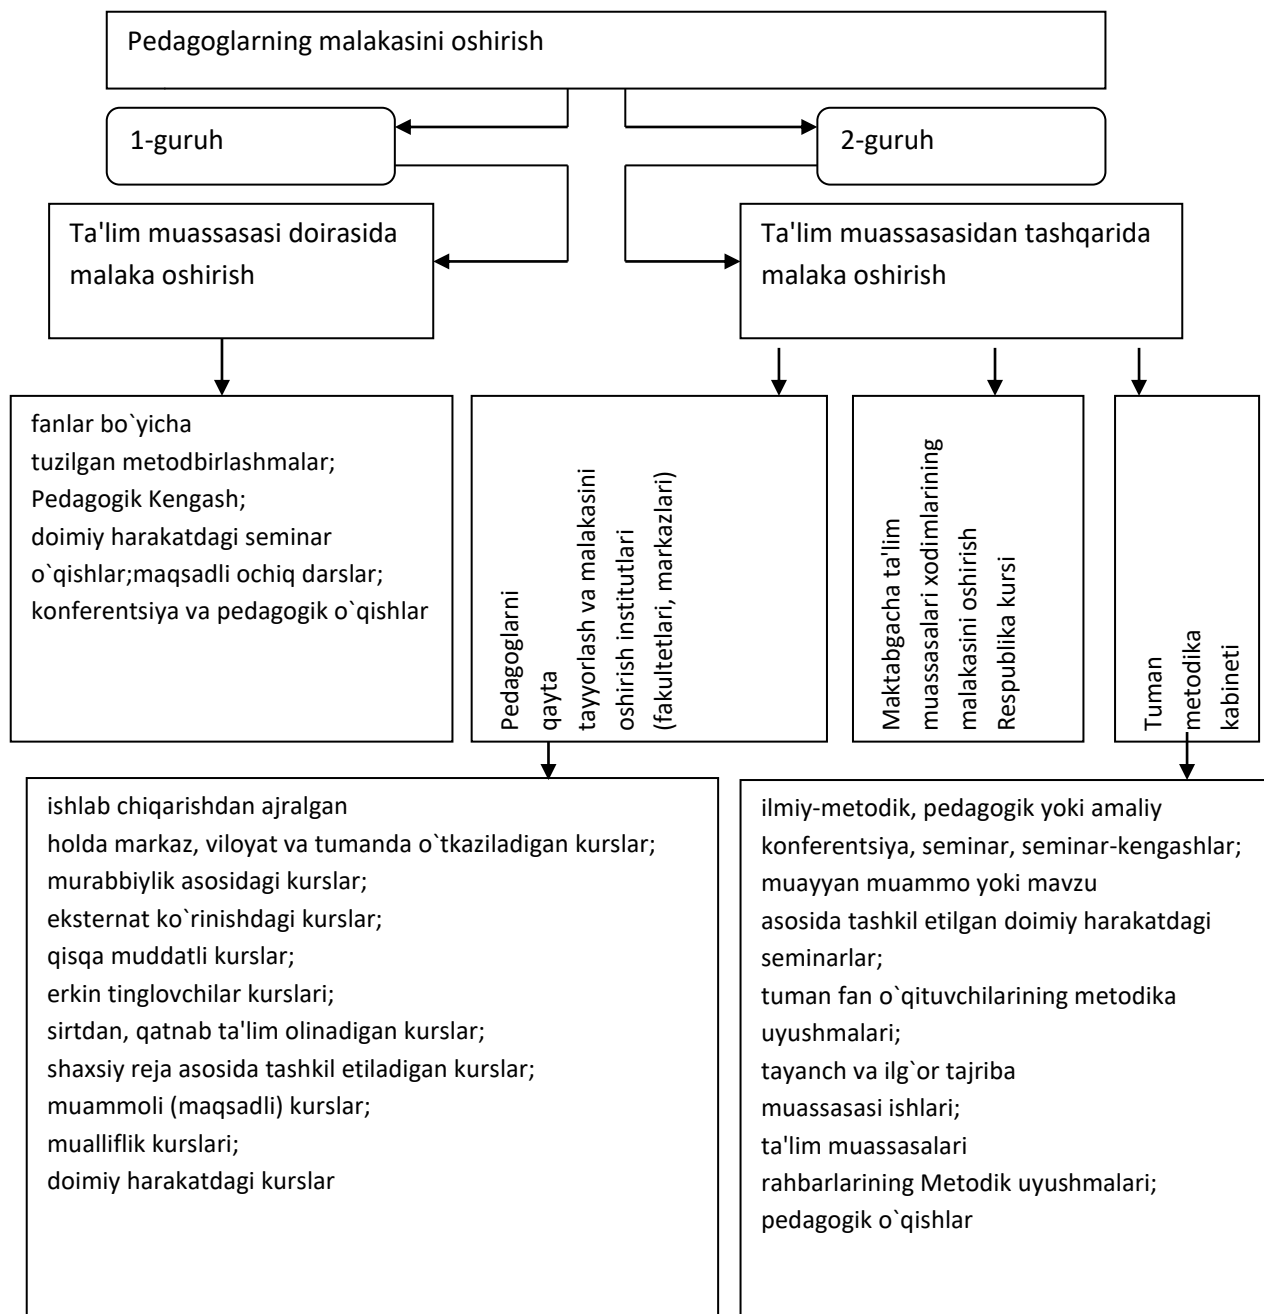 Pedagoglarning malakasini oshirish
1-guruh
2-guruh
Ta'lim muassasasi doirasida
malaka oshirish
Ta'lim muassasasidan tashqarida
malaka oshirish
fanlar bo`yicha
tuzilgan metodbirlashmalar;
Pedagogik Kengash;
doimiy harakatdagi seminar
o`qishlar;maqsadli ochiq darslar;
konferentsiya va pedagogik o`qishlar
Pedagoglarni
qayta
tayyorlash va malakasini
oshirish institutlari
(fakultetlari, markazlari)
Maktabgacha ta'lim
muassasalari xodimlarining
malakasini oshirish
Respublika kursi
Tuman
metodika
kabineti
ishlab chiqarishdan ajralgan
holda markaz, viloyat va tumanda o`tkaziladigan kurslar;
murabbiylik asosidagi kurslar;
eksternat ko`rinishdagi kurslar;
qisqa muddatli kurslar;
erkin tinglovchilar kurslari;
sirtdan, qatnab ta'lim olinadigan kurslar;
shaxsiy reja asosida tashkil etiladigan kurslar;
muammoli (maqsadli) kurslar;
mualliflik kurslari;
doimiy harakatdagi kurslar
ilmiy-metodik, pedagogik yoki amaliy
konferentsiya, seminar, seminar-kengashlar;
muayyan muammo yoki mavzu
asosida tashkil etilgan doimiy harakatdagi
seminarlar;
tuman fan o`qituvchilarining metodika
uyushmalari;
tayanch va ilg`or tajriba
muassasasi ishlari;
ta'lim muassasalari
rahbarlarining Metodik uyushmalari;
pedagogik o`qishlar